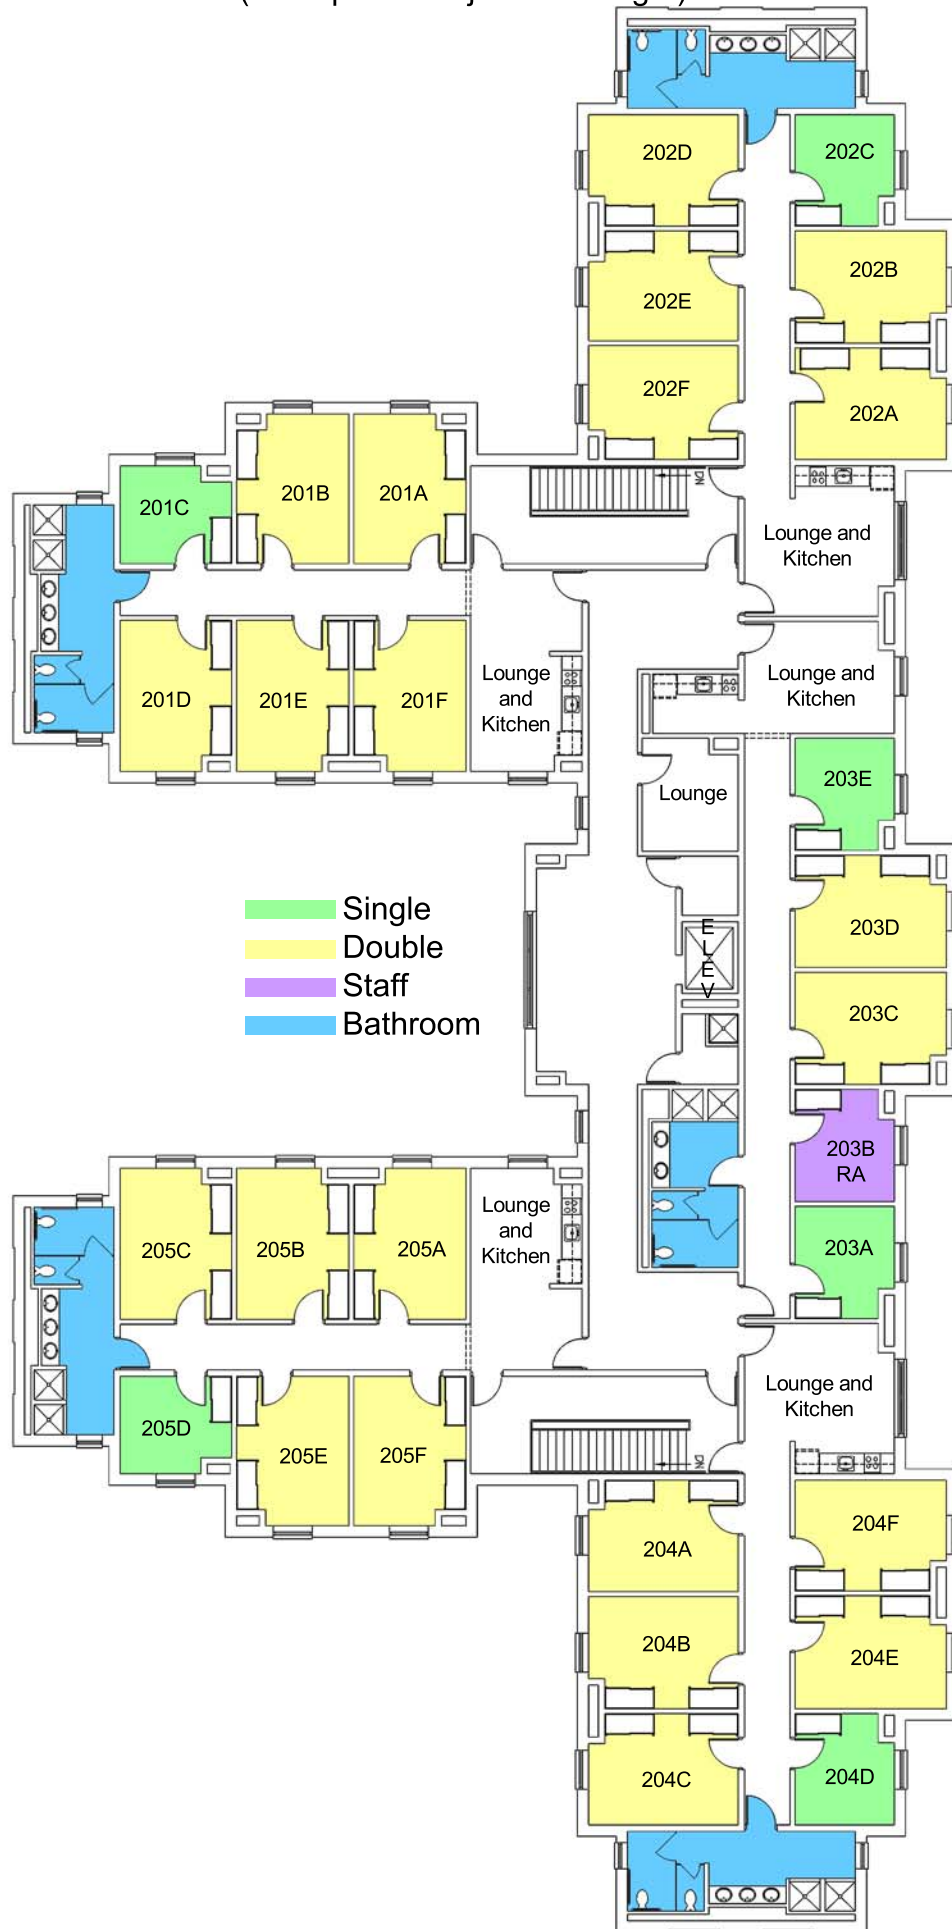 202D
202C
202B
202E
202F
202A
201C
201B
201A
DN
Lounge and
Kitchen
201D
201E
201F
Lounge
and
Kitchen
Lounge and
Kitchen
Lounge
203E
Single
Double
Staff
Bathroom
E
L
E
V
203D
203C
203B
RA
203A
205C
205B
205A
Lounge
and
Kitchen
Lounge and
Kitchen
205D
205E
205F
DN
204A
204F
204B
204E
204C
204D